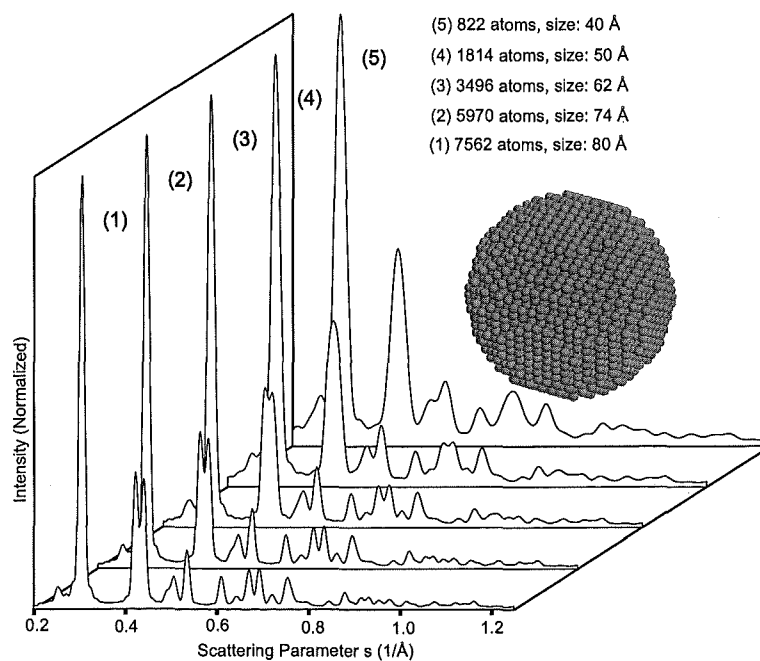 (5) 822 atoms, size: 40 Å
(4) 1814 atoms, size: 50 Å
(3) 3496 atoms, size: 62 Å
(2) 5970 atoms, size: 74 Å
(1) 7562 atoms, size: 80 Å
(5)
(4)
(3)
(2)
(1)
Intensity (Normalized)
0.2 0.4 0.6 0.8 1.0 1.2
Scattering Parameter s (1/Å)